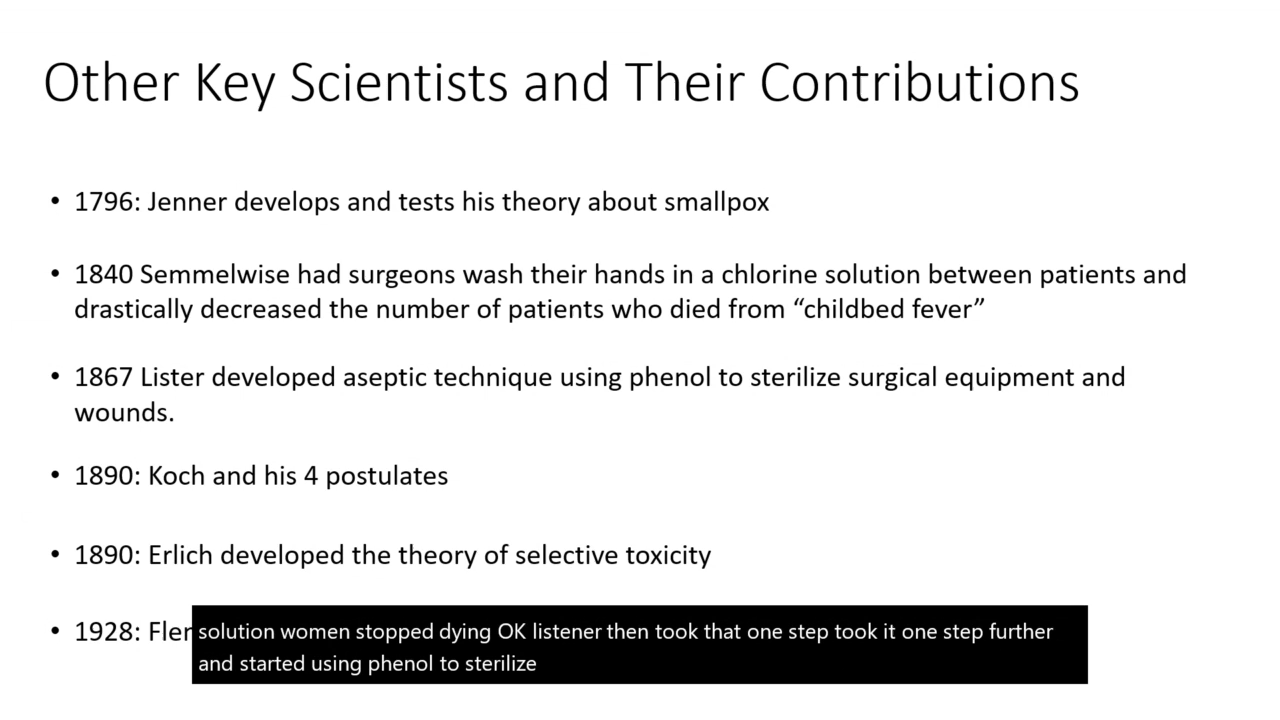 Other Key Scientists and Their Contributions
• 1796: Jenner develops and tests his theory about smallpox
• 1840 Semmelwise had surgeons wash their hands in a chlorine solution between patients and
drastically decreased the number of patients who died from “childbed fever”
• 1867 Lister developed aseptic technique using phenol to sterilize surgical equipment and
wounds.
• 1890: Koch and his 4 postulates
• 1890: Erlich developed the theory of selective toxicity
• 1928:
solution women stopped dying OK listener then took that one step took it one step further
and started using phenol to sterilize